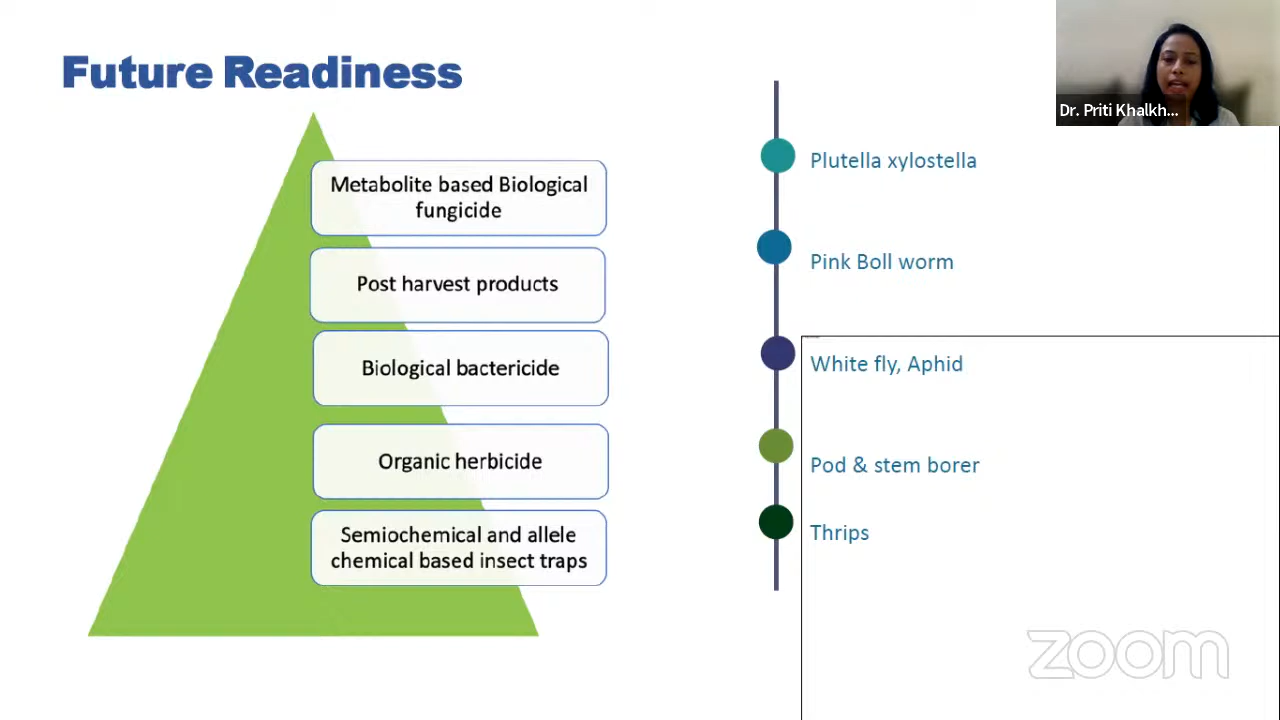 Future Readiness
Metabolite based Biological
fungicide
Post harvest products
Biological bactericide
Organic herbicide
Semiochemical and allele
chemical based insect traps
Plutella xylostella
Pink Boll worm
White fly, Aphid
Pod & stem borer
Thrips
Dr. Priti Khalkh...
zoom